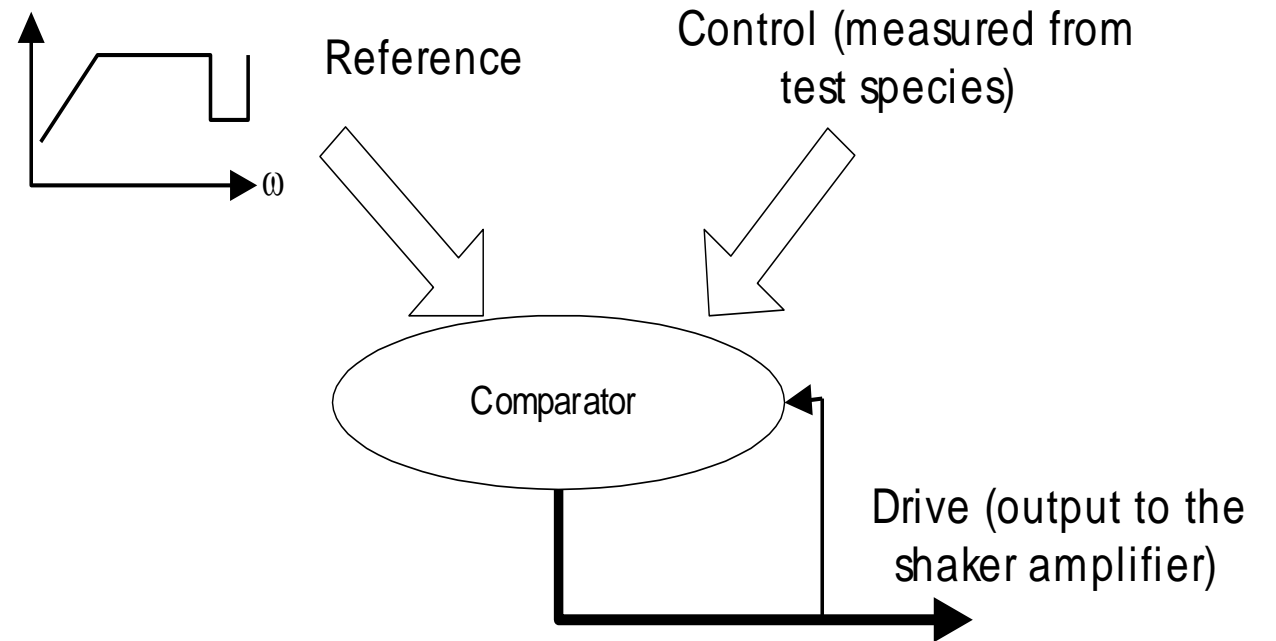 Reference
Control (measured from
test species)
ω
Comparator
Drive (output to the
shaker amplifier)